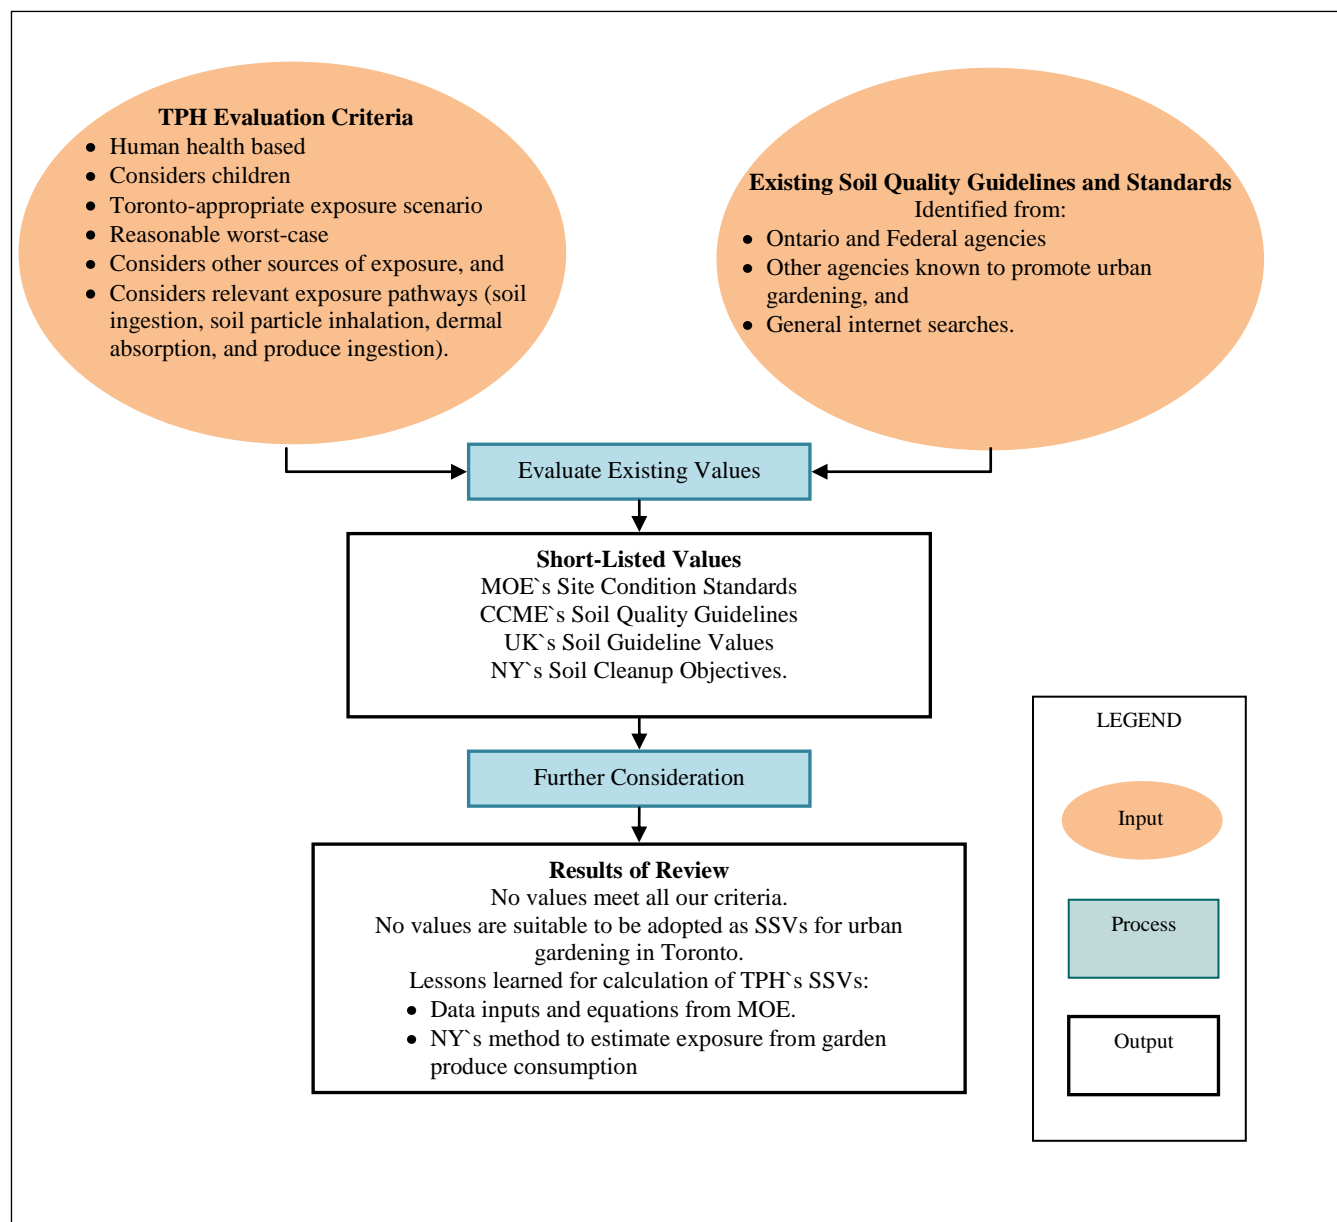 TPH Evaluation Criteria
• Human health based
• Considers children
• Toronto-appropriate exposure scenario
• Reasonable worst-case
• Considers other sources of exposure, and
• Considers relevant exposure pathways (soil
ingestion, soil particle inhalation, dermal
absorption, and produce ingestion).
Existing Soil Quality Guidelines and Standards
Identified from:
• Ontario and Federal agencies
• Other agencies known to promote urban
gardening, and
• General internet searches.
Evaluate Existing Values
Short-Listed Values
MOE`s Site Condition Standards
CCME`s Soil Quality Guidelines
UK`s Soil Guideline Values
NY`s Soil Cleanup Objectives.
Further Consideration
Results of Review
No values meet all our criteria.
No values are suitable to be adopted as SSVs for urban
gardening in Toronto.
Lessons learned for calculation of TPH`s SSVs:
• Data inputs and equations from MOE.
• NY`s method to estimate exposure from garden
produce consumption
LEGEND
Input
Process
Output